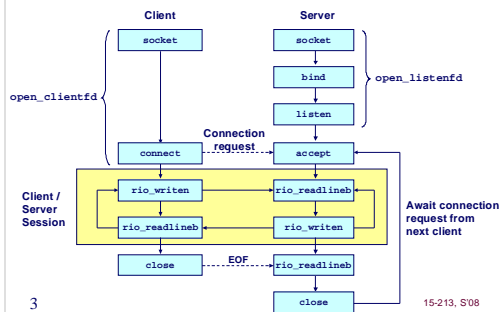 Client
Server
socket
socket
bind
open_listenfd
open_clientfd
listen
Connection
request
connect
accept
Client /
Server
Session
rio_writen
rio_readlineb
rio_readlineb
rio_writen
Await connection
request from
next client
close
EOF
rio_readlineb
close
3
15-213, S'08